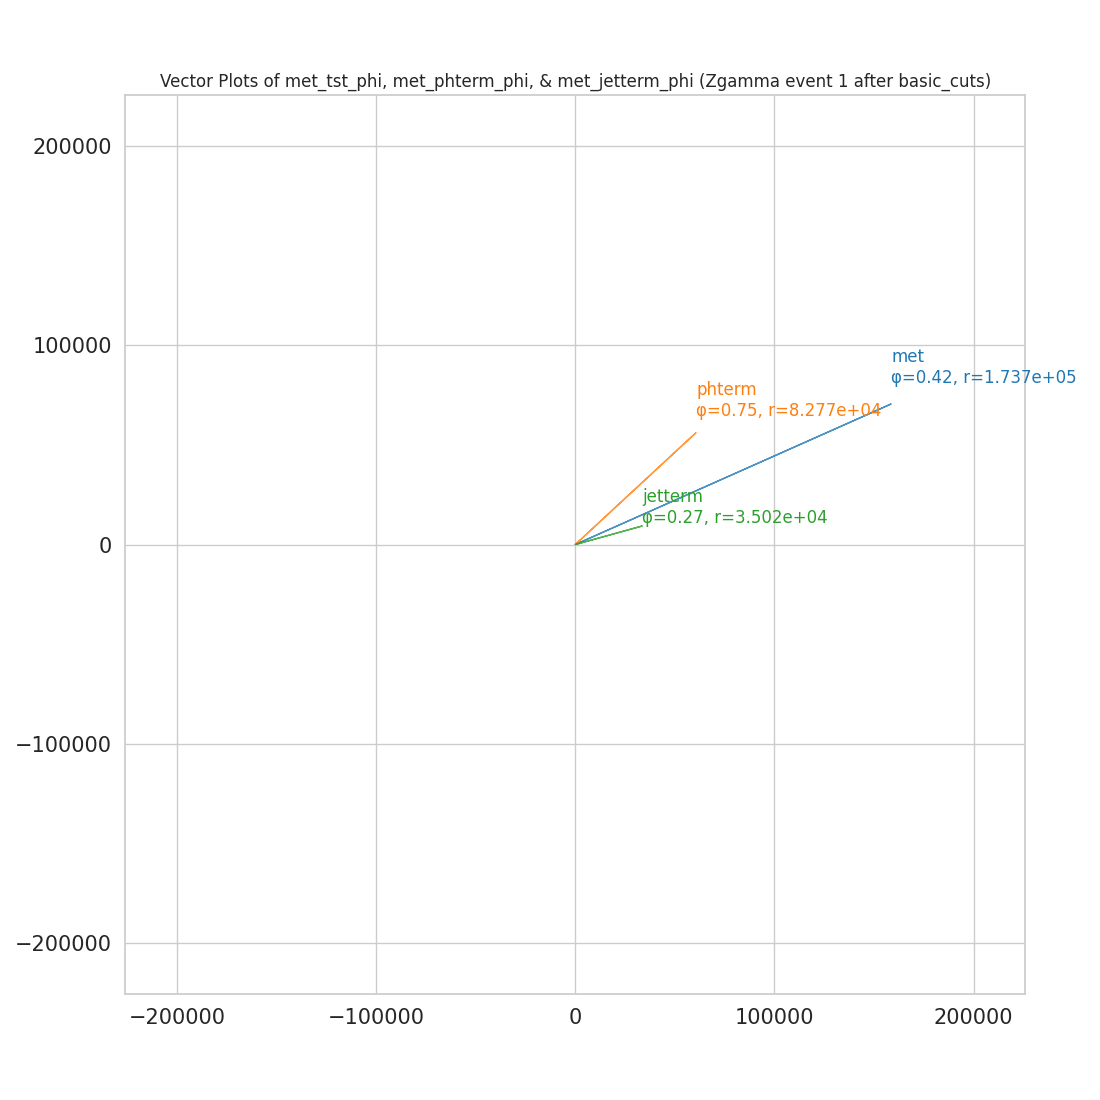 Vector Plots of met_tst_phi, met_phterm_phi, & met_jetterm_phi (Zgamma event 1 after basic_cuts)
200000
100000
0
−100000
−200000
met
φ=0.42, r=1.737e+05
phterm
φ=0.75, r=8.277e+04
jetterm
φ=0.27, r=3.502e+04
−200000
−100000
0
100000
200000